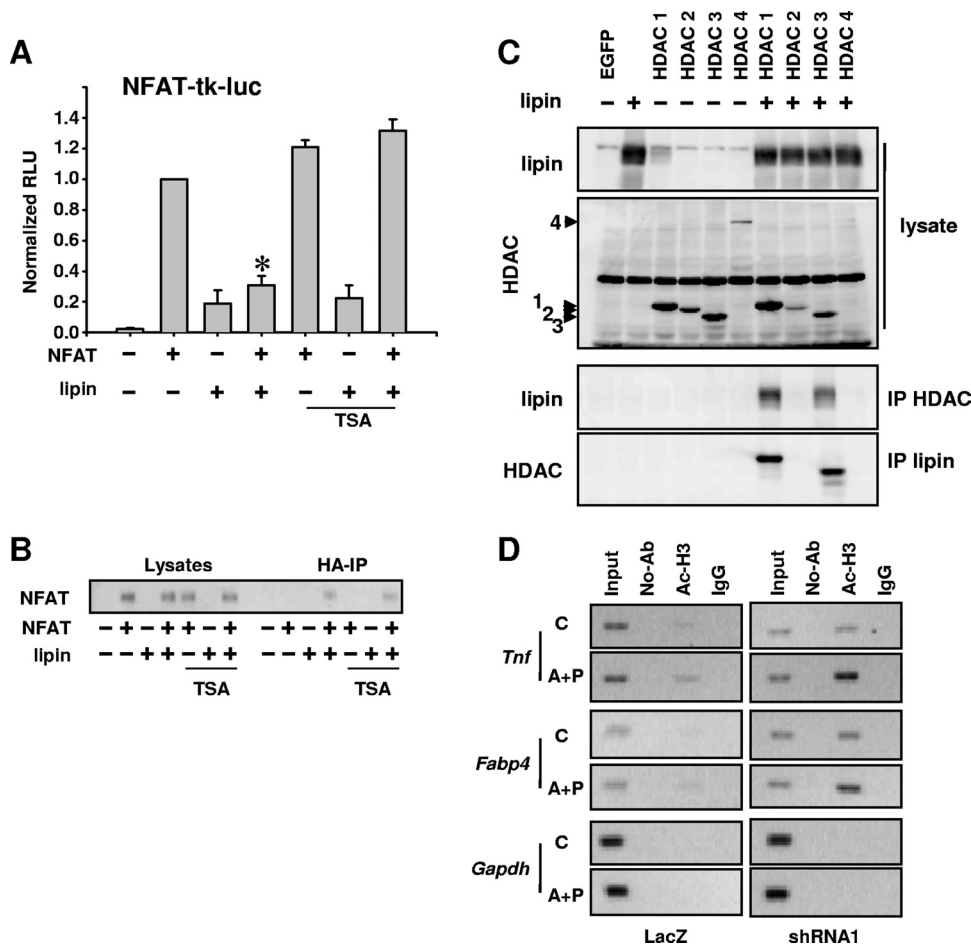 A
NFAT-tk-luc
Normalized RLU
1.4
1.2
1.0
0.8
0.6
0.4
0.2
0.0
*
NFAT − + − + + − +
lipin − − + + − + +
TSA
B
Lysates HA-IP
NFAT
NFAT − + − + + − + − + − + + − +
lipin − − + + − + + − − + + − + +
TSA TSA
C
EGFP HDAC 1 HDAC 2 HDAC 3 HDAC 4 HDAC 1 HDAC 2 HDAC 3 HDAC 4
lipin − + − − − − + + + +
lipin
HDAC
4
1
2
3
lysate
lipin IP HDAC
HDAC IP lipin
D
Input No-Ab Ac-H3 IgG Input No-Ab Ac-H3 IgG
Tnf
C
A+P
Fabp4
C
A+P
Gapdh
C
A+P
LacZ shRNA1